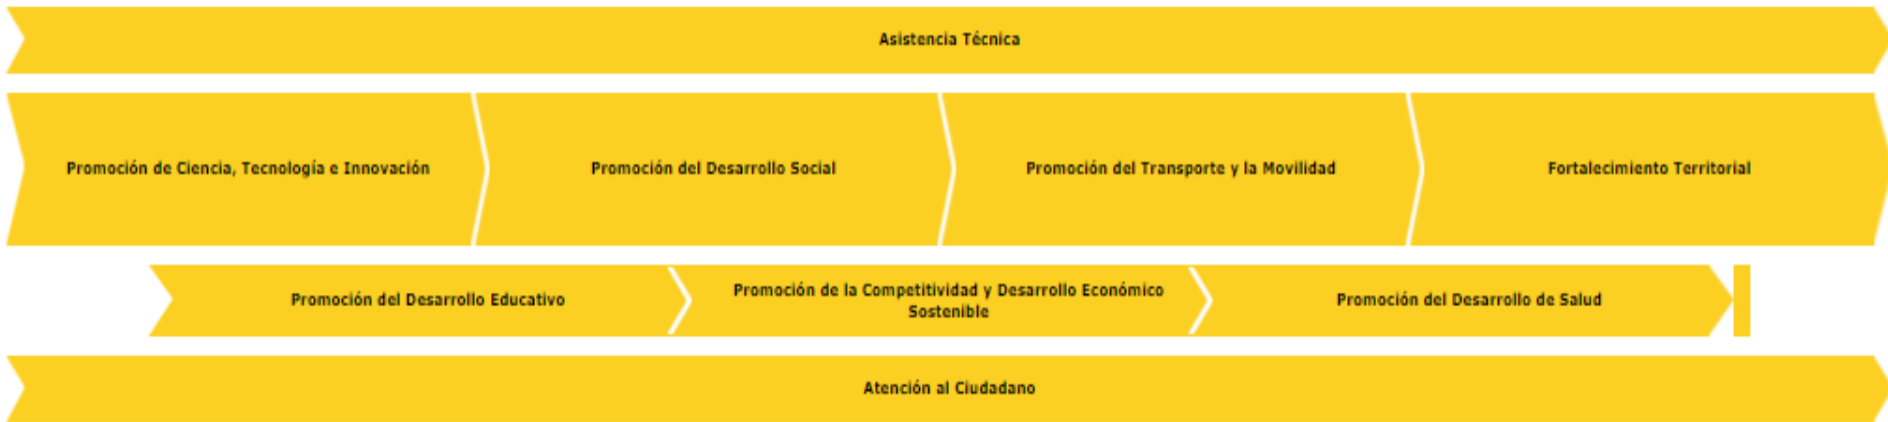 Asistencia Técnica
Promoción de Ciencia, Tecnología e Innovación
Promoción del Desarrollo Social
Promoción del Transporte y la Movilidad
Fortalecimiento Territorial
Promoción del Desarrollo Educativo
Promoción de la Competitividad y Desarrollo Económico
Sostenible
Promoción del Desarrollo de Salud
Atención al Ciudadano